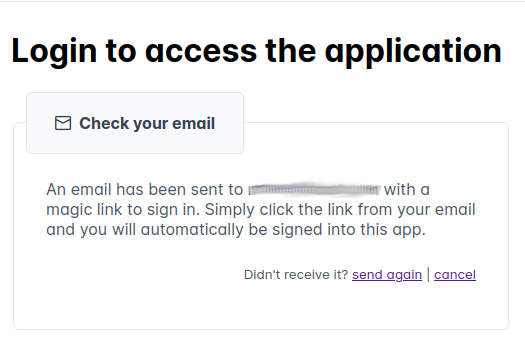 Login to access the application
Check your email
An email has been sent to with a
magic link to sign in. Simply click the link from your email
and you will automatically be signed into this app.
Didn't receive it? send again | cancel